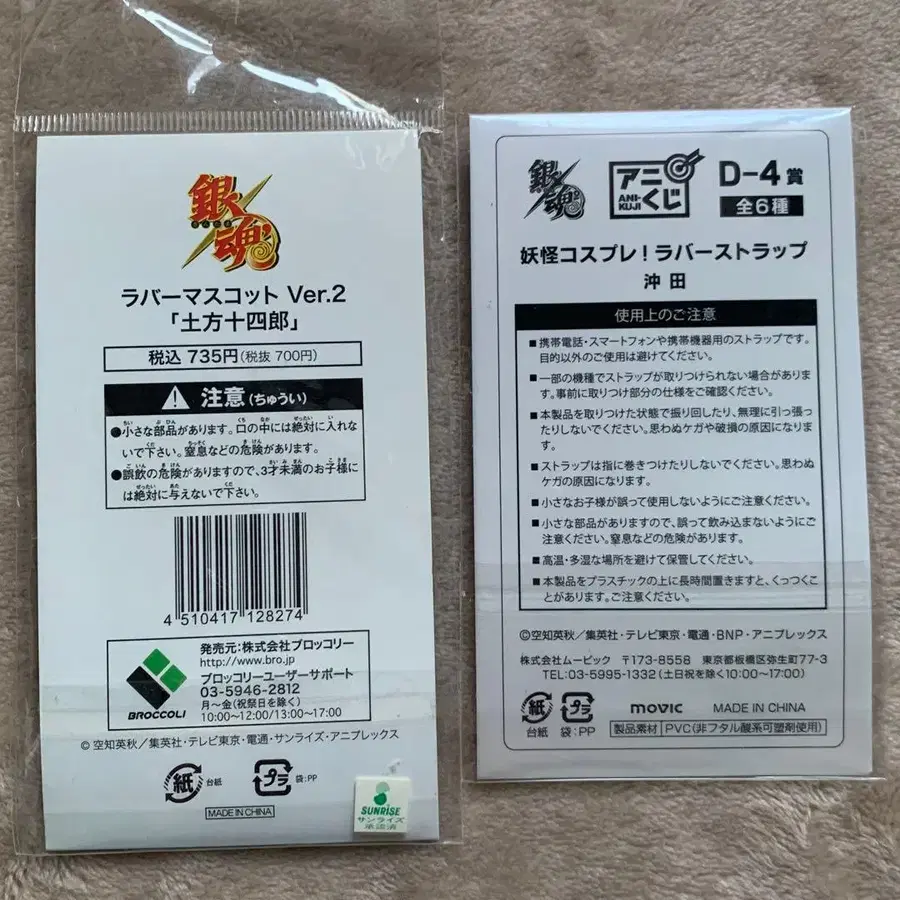 銀魂
ラバーマスコット Ver.2
「土方十四郎」
税込 735円(税抜 700円)
注意(ちゅうい)
●小さな部品があります。口の中には絶対に入れな
いで下さい。窒息などの危険があります。
●誤飲の危険がありますので、3才未満のお子様に
は絶対に与えないで下さい。
4 510417 128274
発売元:株式会社ブロッコリー
http://www.bro.jp
ブロッコリーユーザーサポート
03-5946-2812
月~金(祝祭日を除く)
10:00~12:00/13:00~17:00
BROCCOLI
© 空知英秋/集英社・テレビ東京・電通・サンライズ・アニプレックス
紙 台紙 プラ 袋:PP
MADE IN CHINA
SUNRISE
サンライズ
承認済
銀魂
アニくじ
ANI-KUJI
D-4賞
全6種
妖怪コスプレ!ラバーストラップ
沖田
使用上のご注意
■携帯電話・スマートフォンや携帯機器用のストラップです。
目的以外のご使用は避けてください。
■一部の機種でストラップが取りつけられない場合がありま
す。事前に取りつけ部分の仕様をご確認ください。
■本製品を取りつけた状態で振り回したり、無理に引っ張っ
たりしないでください。思わぬケガや破損の原因になりま
す。
■ストラップは指に巻きつけたりしないでください。思わぬ
ケガの原因になります。
■小さなお子様が誤って使用しないようにご注意ください。
■小さな部品がありますので、誤って飲み込まないようにご
注意ください。窒息などの危険があります。
■高温・多湿な場所を避けて保管してください。
■本製品をプラスチックの上に長時間置きますと、くっつくこ
とがあります。ご注意ください。
©空知英秋/集英社・テレビ東京・電通・BNP・アニプレックス
株式会社ムービック 〒173-8558 東京都板橋区弥生町77-3
TEL:03-5995-1332(土日祝を除く10:00~17:00)
紙 プラ movic MADE IN CHINA
台紙 袋:PP 製品素材 PVC(非フタル酸系可塑剤使用)